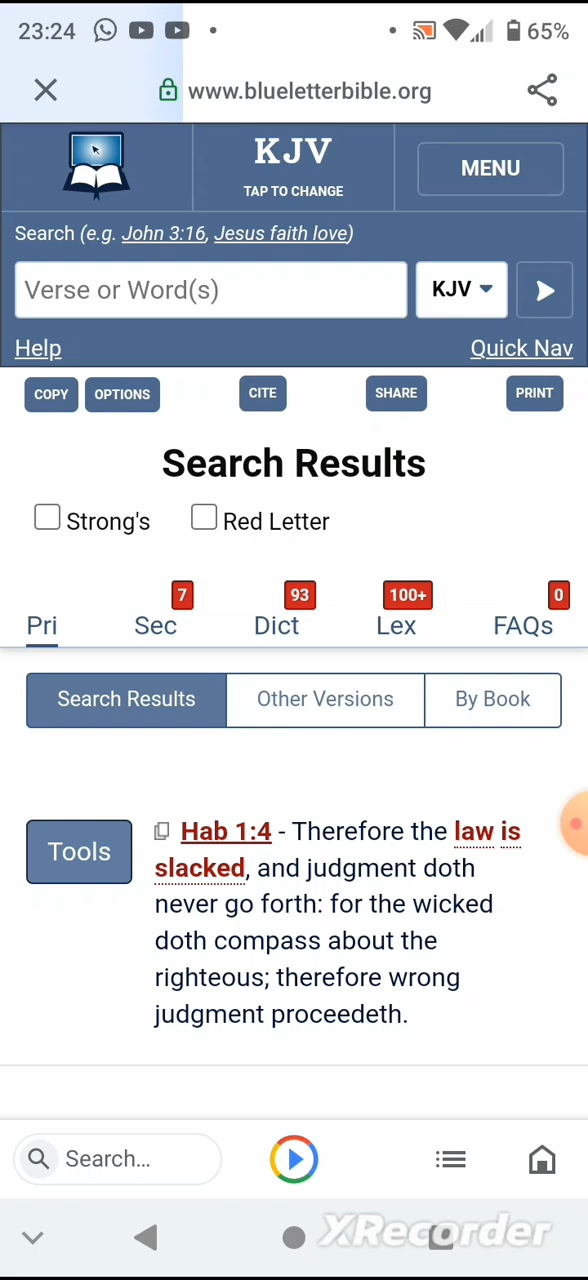 23:24 65%
www.blueletterbible.org
KJV
TAP TO CHANGE
MENU
Search (e.g. John 3:16, Jesus faith love)
Verse or Word(s) KJV
Help Quick Nav
COPY OPTIONS CITE SHARE PRINT
Search Results
Strong's Red Letter
7 93 100+ 0
Pri Sec Dict Lex FAQs
Search Results Other Versions By Book
Tools
Hab 1:4 - Therefore the law is
slacked, and judgment doth
never go forth: for the wicked
doth compass about the
righteous; therefore wrong
judgment proceedeth.
Search...
XRecorder